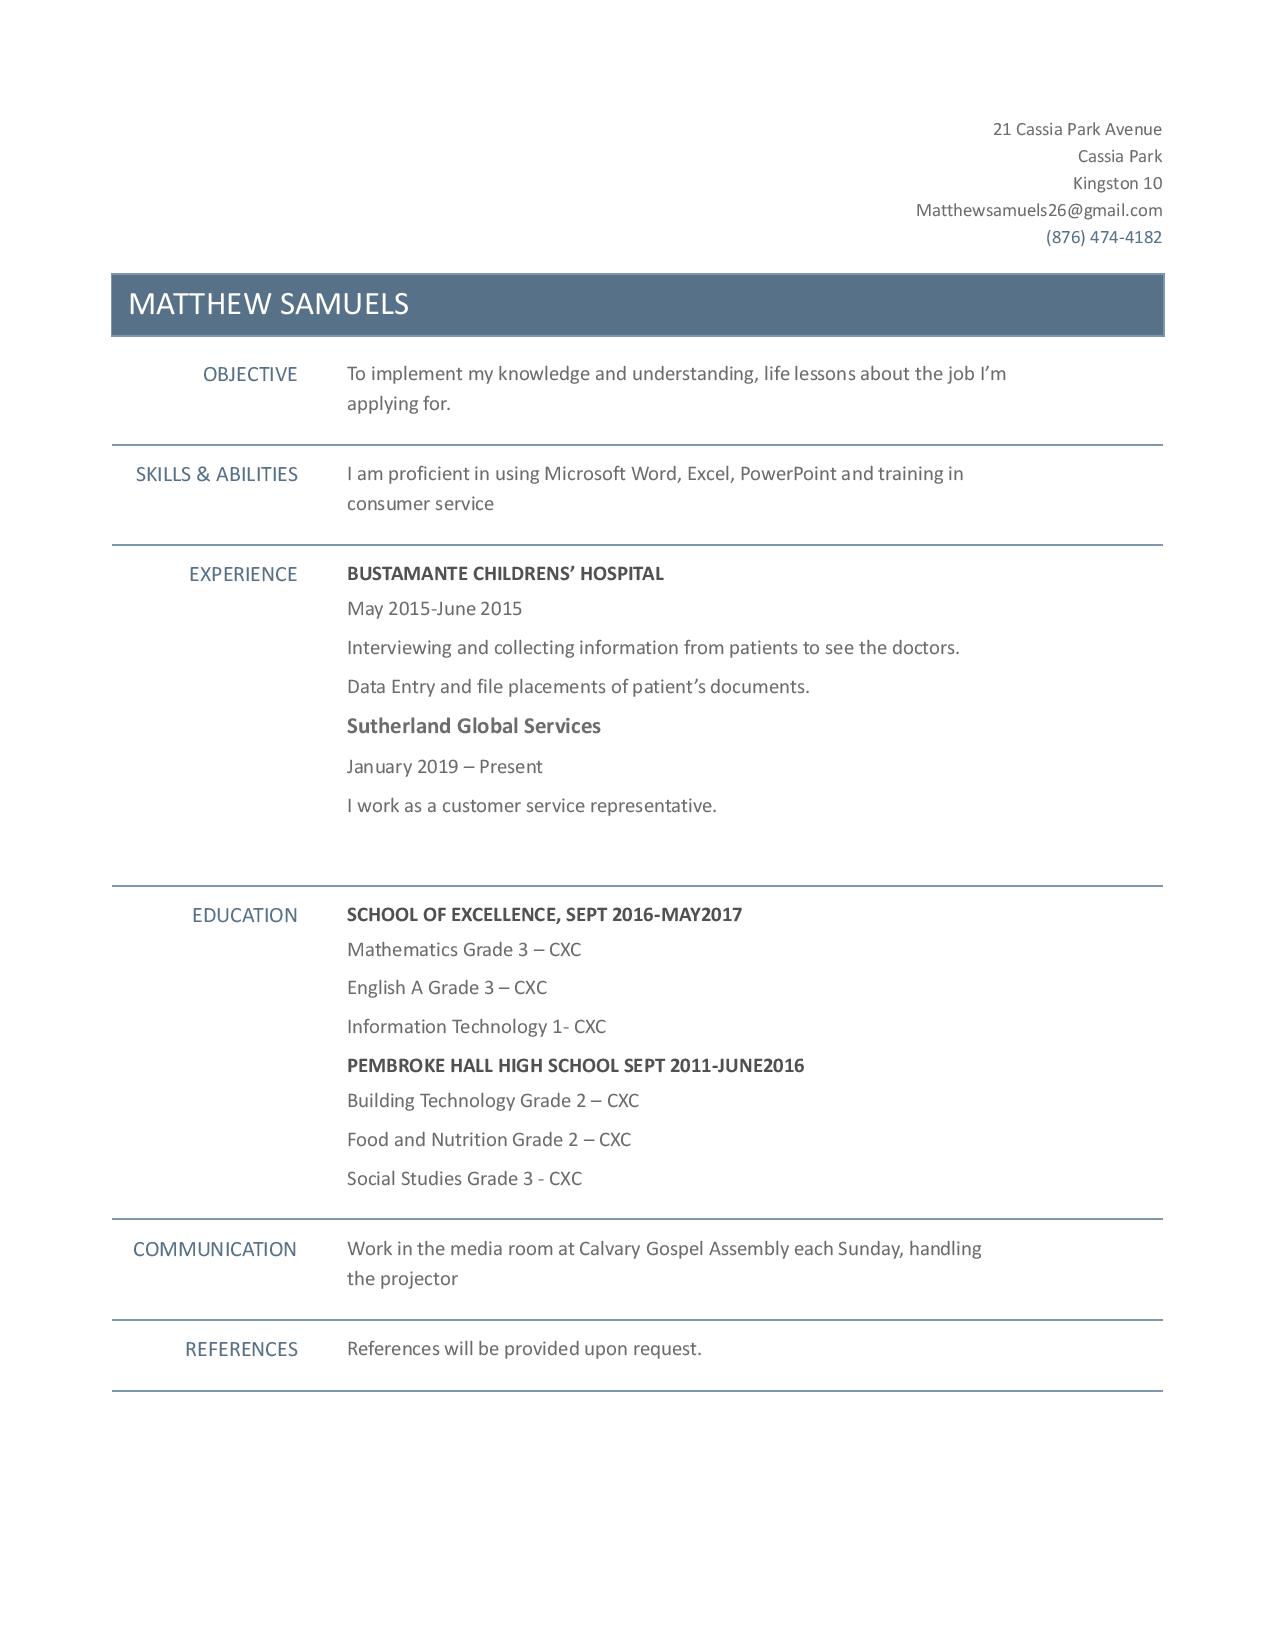 21 Cassia Park Avenue
Cassia Park
Kingston 10
Matthewsamuels26@gmail.com
(876) 474-4182
MATTHEW SAMUELS
OBJECTIVE
To implement my knowledge and understanding, life lessons about the job I’m
applying for.
SKILLS & ABILITIES
I am proficient in using Microsoft Word, Excel, PowerPoint and training in
consumer service
EXPERIENCE
BUSTAMANTE CHILDRENS’ HOSPITAL
May 2015-June 2015
Interviewing and collecting information from patients to see the doctors.
Data Entry and file placements of patient’s documents.
Sutherland Global Services
January 2019 – Present
I work as a customer service representative.
EDUCATION
SCHOOL OF EXCELLENCE, SEPT 2016-MAY2017
Mathematics Grade 3 – CXC
English A Grade 3 – CXC
Information Technology 1- CXC
PEMBROKE HALL HIGH SCHOOL SEPT 2011-JUNE2016
Building Technology Grade 2 – CXC
Food and Nutrition Grade 2 – CXC
Social Studies Grade 3 - CXC
COMMUNICATION
Work in the media room at Calvary Gospel Assembly each Sunday, handling
the projector
REFERENCES
References will be provided upon request.